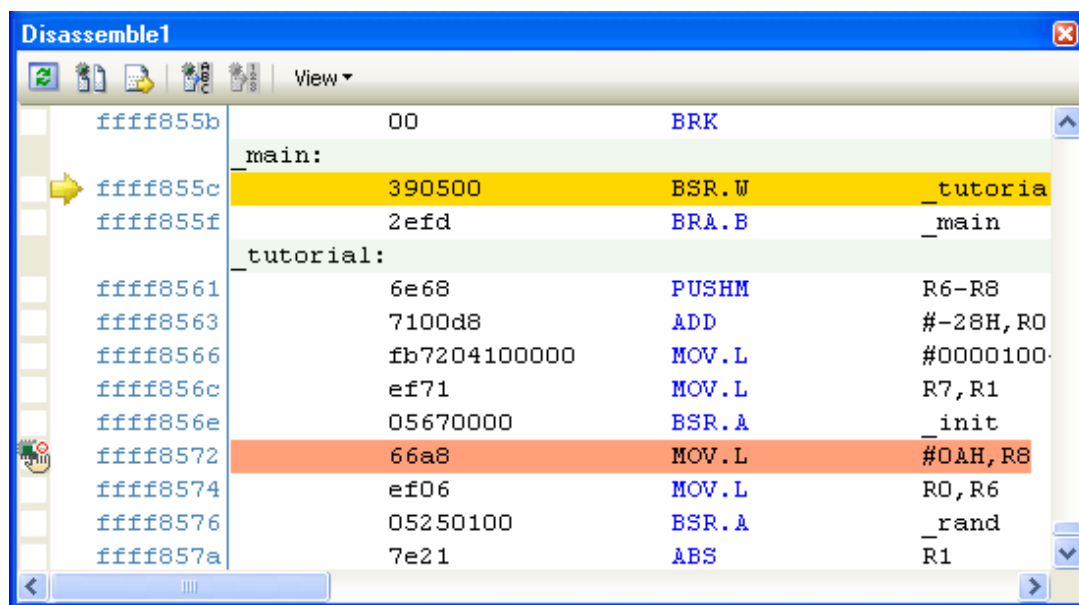 Disassemble1
View
ffff855b 00 BRK
_main:
ffff855c 390500 BSR.W _tutoria
ffff855f 2efd BRA.B _main
_tutorial:
ffff8561 6e68 PUSHM R6-R8
ffff8563 7100d8 ADD #-28H,R0
ffff8566 fb7204100000 MOV.L #0000100
ffff856c ef71 MOV.L R7,R1
ffff856e 05670000 BSR.A _init
ffff8572 66a8 MOV.L #0AH,R8
ffff8574 ef06 MOV.L R0,R6
ffff8576 05250100 BSR.A _rand
ffff857a 7e21 ABS R1